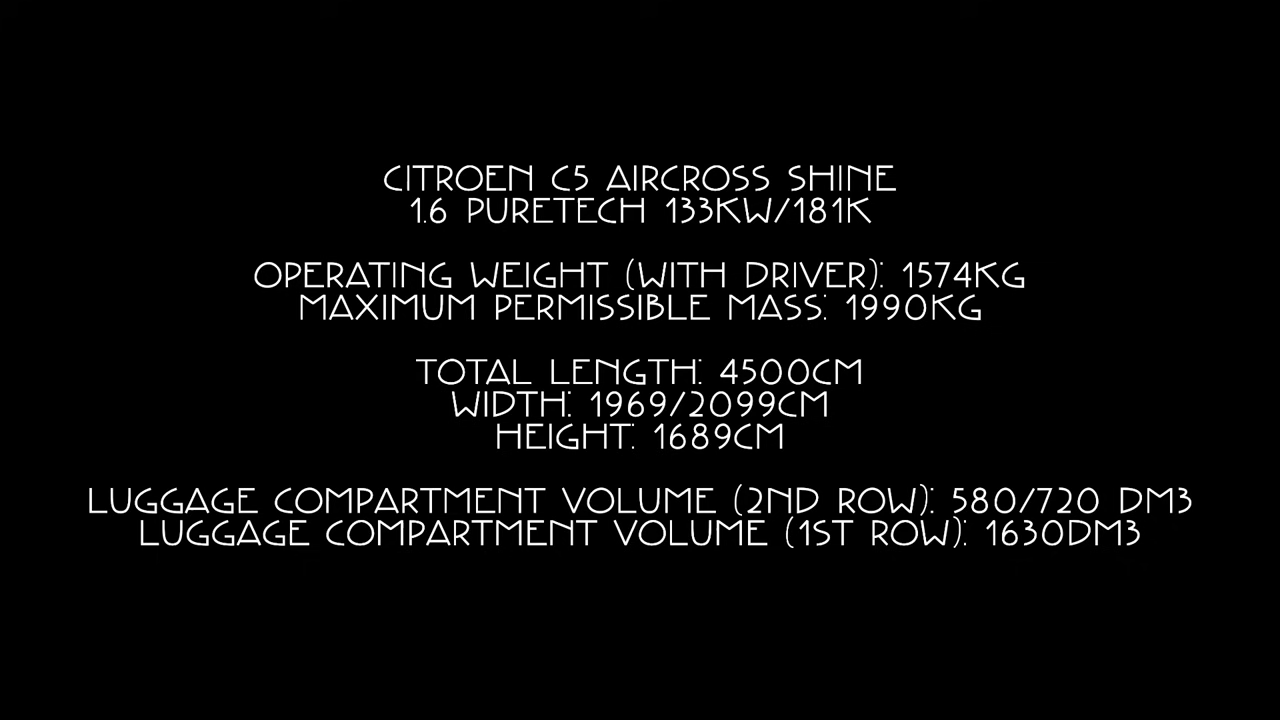 CITROEN C5 AIRCROSS SHINE
1.6 PURETECH 133KW/181K
OPERATING WEIGHT (WITH DRIVER): 1574KG
MAXIMUM PERMISSIBLE MASS: 1990KG
TOTAL LENGTH: 4500CM
WIDTH: 1969/2099CM
HEIGHT: 1689CM
LUGGAGE COMPARTMENT VOLUME (2ND ROW): 580/720 DM3
LUGGAGE COMPARTMENT VOLUME (1ST ROW): 1630DM3